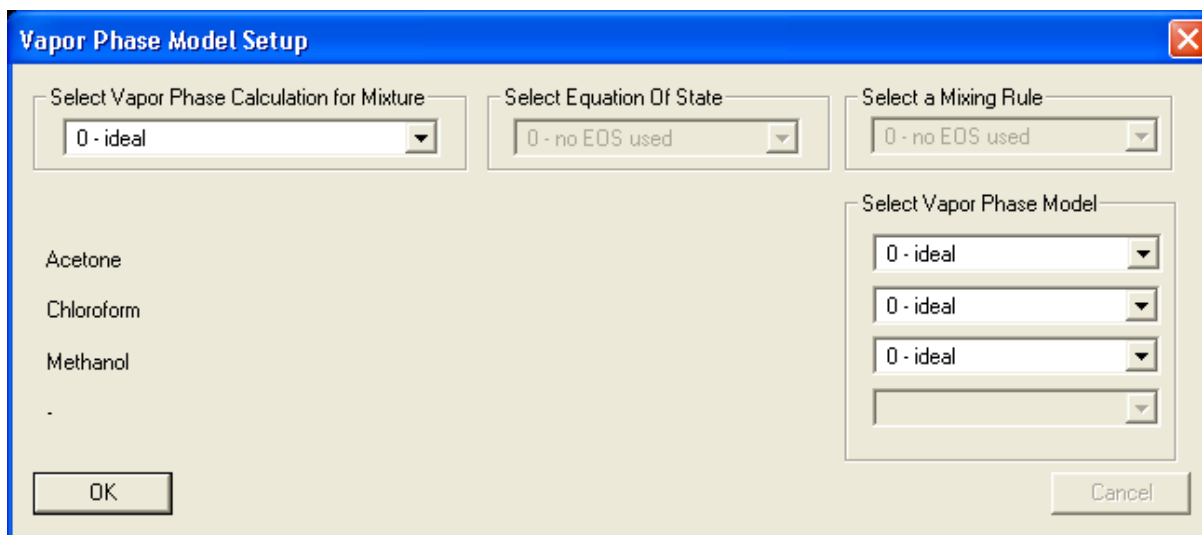 Vapor Phase Model Setup
Select Vapor Phase Calculation for Mixture
0 - ideal
Select Equation Of State
0 - no EOS used
Select a Mixing Rule
0 - no EOS used
Select Vapor Phase Model
Acetone
0 - ideal
Chloroform
0 - ideal
Methanol
0 - ideal
-
OK
Cancel